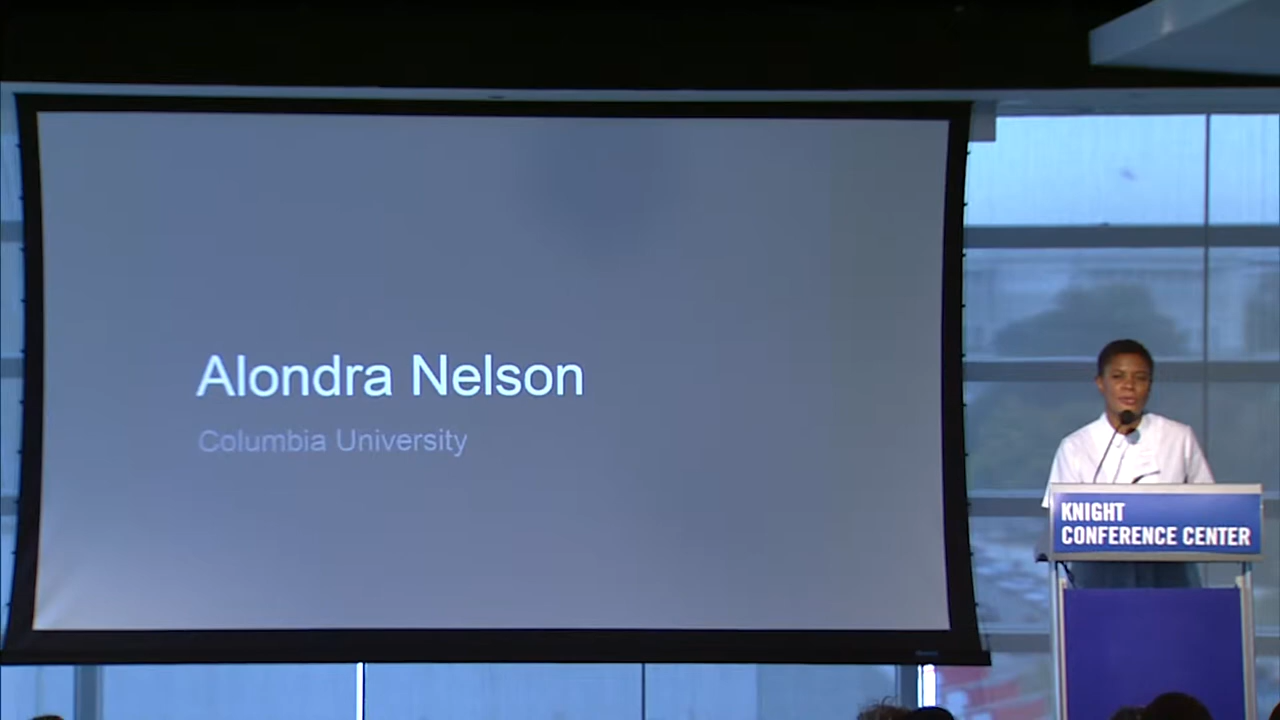 Alondra Nelson
Columbia University
KNIGHT
CONFERENCE CENTER